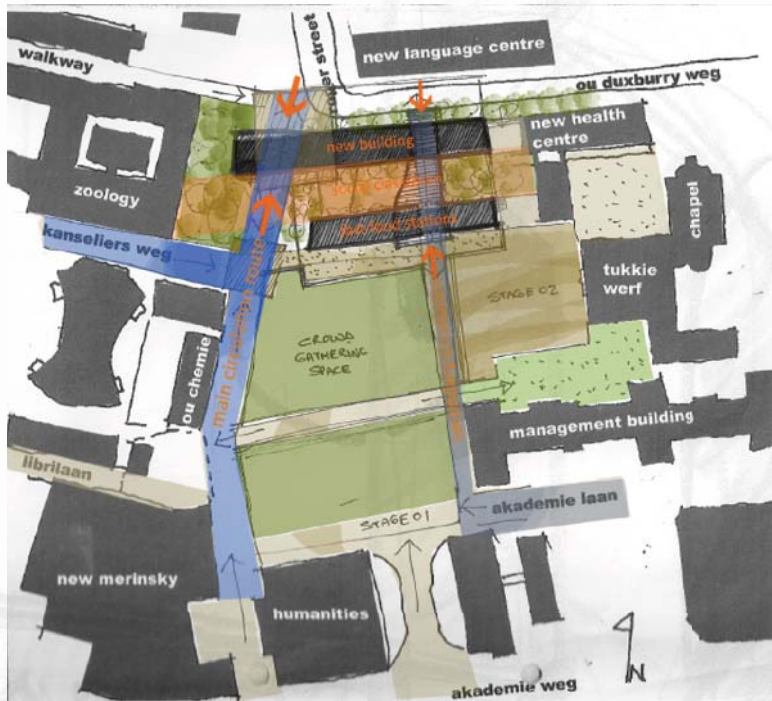 walkway
new language centre
ou duxburry weg
new health
centre
new building
zoology
chapel
kanseliers weg
tukkie
werf
STAGE 02
main circulation route
CROWD
GATHERING
SPACE
ou chemie
management building
librilaan
akademie laan
STAGE 01
new merinsky
humanities
N
akademie weg